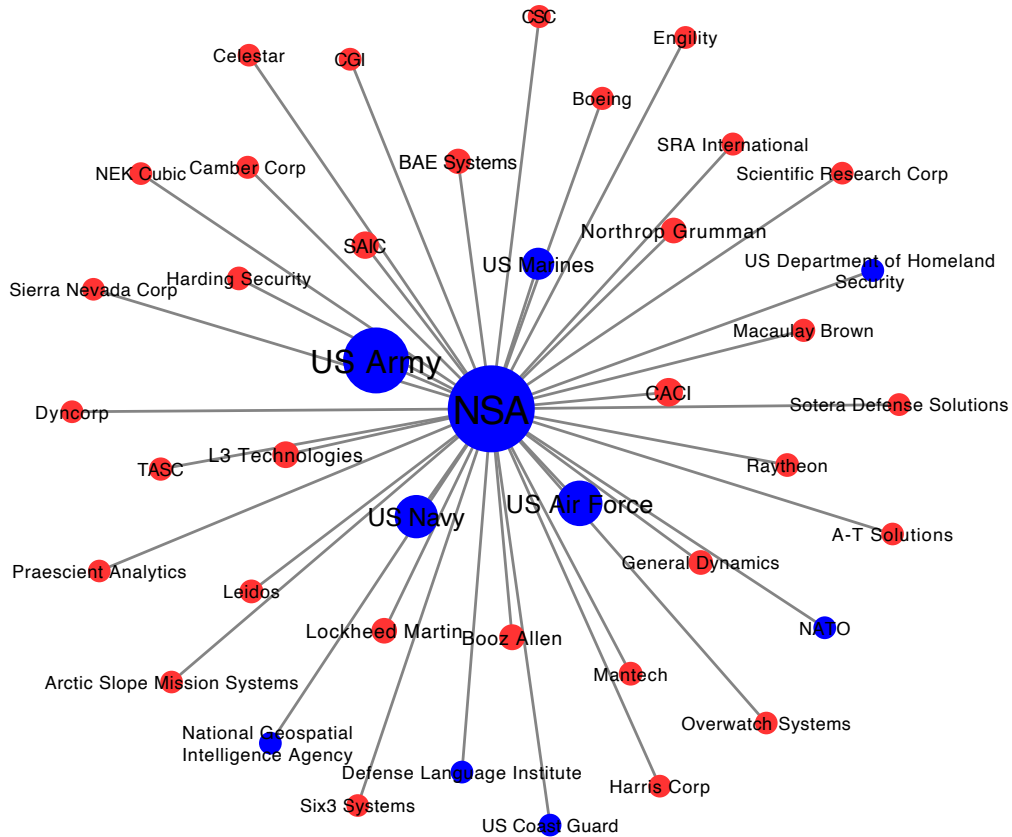 CSC
Engility
Celestar
CGI
Boeing
SRA International
BAE Systems
NEK Cubic
Camber Corp
Scientific Research Corp
Northrop Grumman
SAIC
US Marines
US Department of Homeland
Security
Harding Security
Sierra Nevada Corp
Macaulay Brown
US Army
CACI
NSA
Sotera Defense Solutions
Dyncorp
L3 Technologies
TASC
Raytheon
US Air Force
US Navy
A-T Solutions
General Dynamics
Praescient Analytics
Leidos
NATO
Lockheed Martin
Booz Allen
Mantech
Arctic Slope Mission Systems
Overwatch Systems
National Geospatial
Intelligence Agency
Defense Language Institute
Harris Corp
Six3 Systems
US Coast Guard